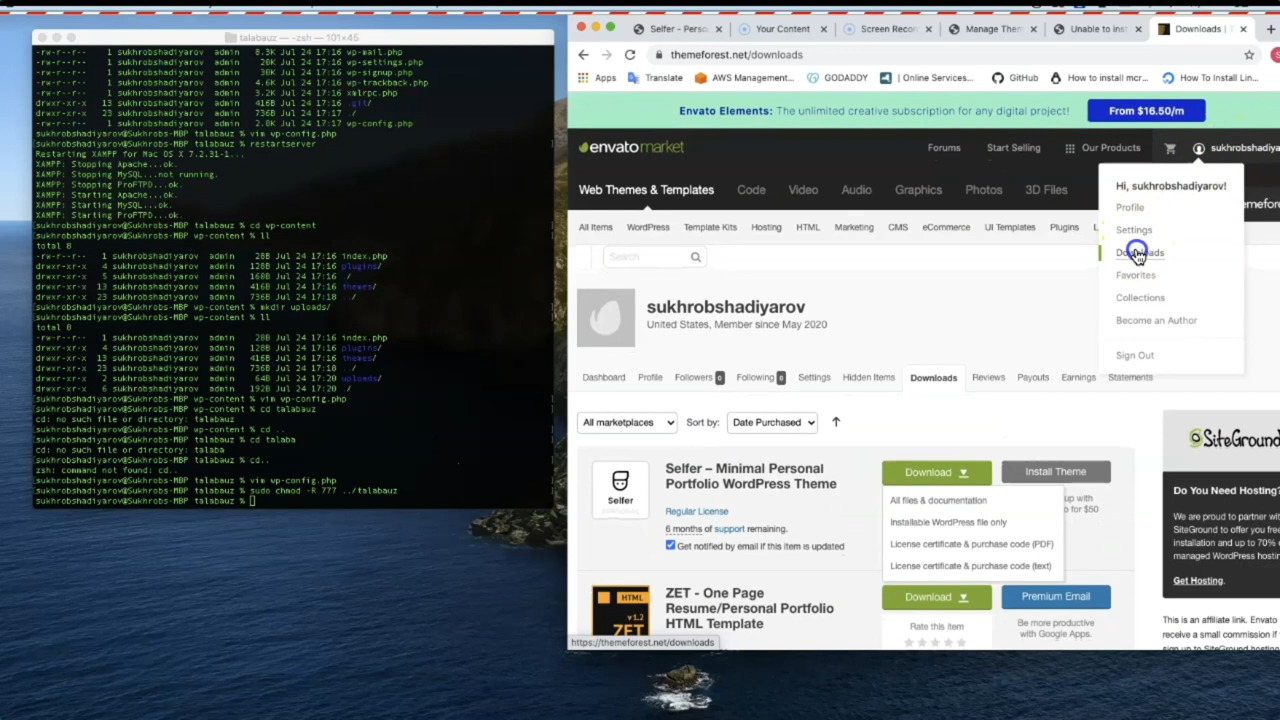 talabauz — -zsh — 101×45
-rw-r--r-- 1 sukhrobshadiyarov admin 8.3K Jul 24 17:16 wp-mail.php
-rw-r--r-- 1 sukhrobshadiyarov admin 20K Jul 24 17:16 wp-settings.php
-rw-r--r-- 1 sukhrobshadiyarov admin 30K Jul 24 17:16 wp-signup.php
-rw-r--r-- 1 sukhrobshadiyarov admin 4.6K Jul 24 17:16 wp-trackback.php
-rw-r--r-- 1 sukhrobshadiyarov admin 3.2K Jul 24 17:16 xmlrpc.php
drwxr-xr-x 13 sukhrobshadiyarov admin 416B Jul 24 17:16 .git/
drwxr-xr-x 23 sukhrobshadiyarov admin 736B Jul 24 17:17 ./
-rw-r--r-- 1 sukhrobshadiyarov admin 2.8K Jul 24 17:17 wp-config.php
sukhrobshadiyarov@Sukhrobs-MBP talabauz % vim wp-config.php
sukhrobshadiyarov@Sukhrobs-MBP talabauz % restartserver
Restarting XAMPP for Mac OS X 7.2.31-1...
XAMPP: Stopping Apache...ok.
XAMPP: Stopping MySQL...not running.
XAMPP: Stopping ProFTPD...ok.
XAMPP: Starting Apache...ok.
XAMPP: Starting MySQL...ok.
XAMPP: Starting ProFTPD...ok.
sukhrobshadiyarov@Sukhrobs-MBP talabauz % cd wp-content
sukhrobshadiyarov@Sukhrobs-MBP wp-content % ll
total 8
-rw-r--r-- 1 sukhrobshadiyarov admin 28B Jul 24 17:16 index.php
drwxr-xr-x 4 sukhrobshadiyarov admin 128B Jul 24 17:16 plugins/
drwxr-xr-x 5 sukhrobshadiyarov admin 160B Jul 24 17:16 ./
drwxr-xr-x 13 sukhrobshadiyarov admin 416B Jul 24 17:16 themes/
drwxr-xr-x 23 sukhrobshadiyarov admin 736B Jul 24 17:18 ../
sukhrobshadiyarov@Sukhrobs-MBP wp-content % mkdir uploads/
sukhrobshadiyarov@Sukhrobs-MBP wp-content % ll
total 8
-rw-r--r-- 1 sukhrobshadiyarov admin 28B Jul 24 17:16 index.php
drwxr-xr-x 4 sukhrobshadiyarov admin 128B Jul 24 17:16 plugins/
drwxr-xr-x 13 sukhrobshadiyarov admin 416B Jul 24 17:16 themes/
drwxr-xr-x 23 sukhrobshadiyarov admin 736B Jul 24 17:18 ../
drwxr-xr-x 2 sukhrobshadiyarov admin 64B Jul 24 17:20 uploads/
drwxr-xr-x 6 sukhrobshadiyarov admin 192B Jul 24 17:20 ./
sukhrobshadiyarov@Sukhrobs-MBP wp-content % vim wp-config.php
sukhrobshadiyarov@Sukhrobs-MBP wp-content % cd talabauz
cd: no such file or directory: talabauz
sukhrobshadiyarov@Sukhrobs-MBP wp-content % cd ..
sukhrobshadiyarov@Sukhrobs-MBP talabauz % cd talaba
cd: no such file or directory: talaba
sukhrobshadiyarov@Sukhrobs-MBP talabauz % cd..
zsh: command not found: cd..
sukhrobshadiyarov@Sukhrobs-MBP talabauz % vim wp-config.php
sukhrobshadiyarov@Sukhrobs-MBP talabauz % sudo chmod -R 777 ../talabauz
sukhrobshadiyarov@Sukhrobs-MBP talabauz %
Selfer - Perso Your Content Screen Recor Manage Them Unable to inst Downloads | T
themeforest.net/downloads
Apps Translate AWS Management... GODADDY | Online Services... GitHub How to install mcr... How To Install Lin...
Envato Elements: The unlimited creative subscription for any digital project! From $16.50/m
envatomarket Forums Start Selling Our Products sukhrobshadiya
Web Themes & Templates Code Video Audio Graphics Photos 3D Files
Hi, sukhrobshadiyarov!
Profile
Settings
Downloads
Favorites
Collections
Become an Author
Sign Out
All Items WordPress Template Kits Hosting HTML Marketing CMS eCommerce UI Templates Plugins L
Search
sukhrobshadiyarov
United States, Member since May 2020
Dashboard Profile Followers 0 Following 0 Settings Hidden Items Downloads Reviews Payouts Earnings Statements
All marketplaces Sort by: Date Purchased
Selfer
Selfer – Minimal Personal
Portfolio WordPress Theme
Regular License
6 months of support remaining.
Get notified by email if this item is updated
Download Install Theme
All files & documentation
Installable WordPress file only
License certificate & purchase code (PDF)
License certificate & purchase code (text)
up with
o for $50
HTML
v1.2
ZET
ZET - One Page
Resume/Personal Portfolio
HTML Template
Download Premium Email
Rate this item
Be more productive
with Google Apps.
SiteGround
Do You Need Hosting?
We are proud to partner wit
SiteGround to offer you free
installation and up to 70%
managed WordPress hostin
Get Hosting.
This is an affiliate link. Envato
receive a small commission if
sign up to SiteGround hosting
https://themeforest.net/downloads